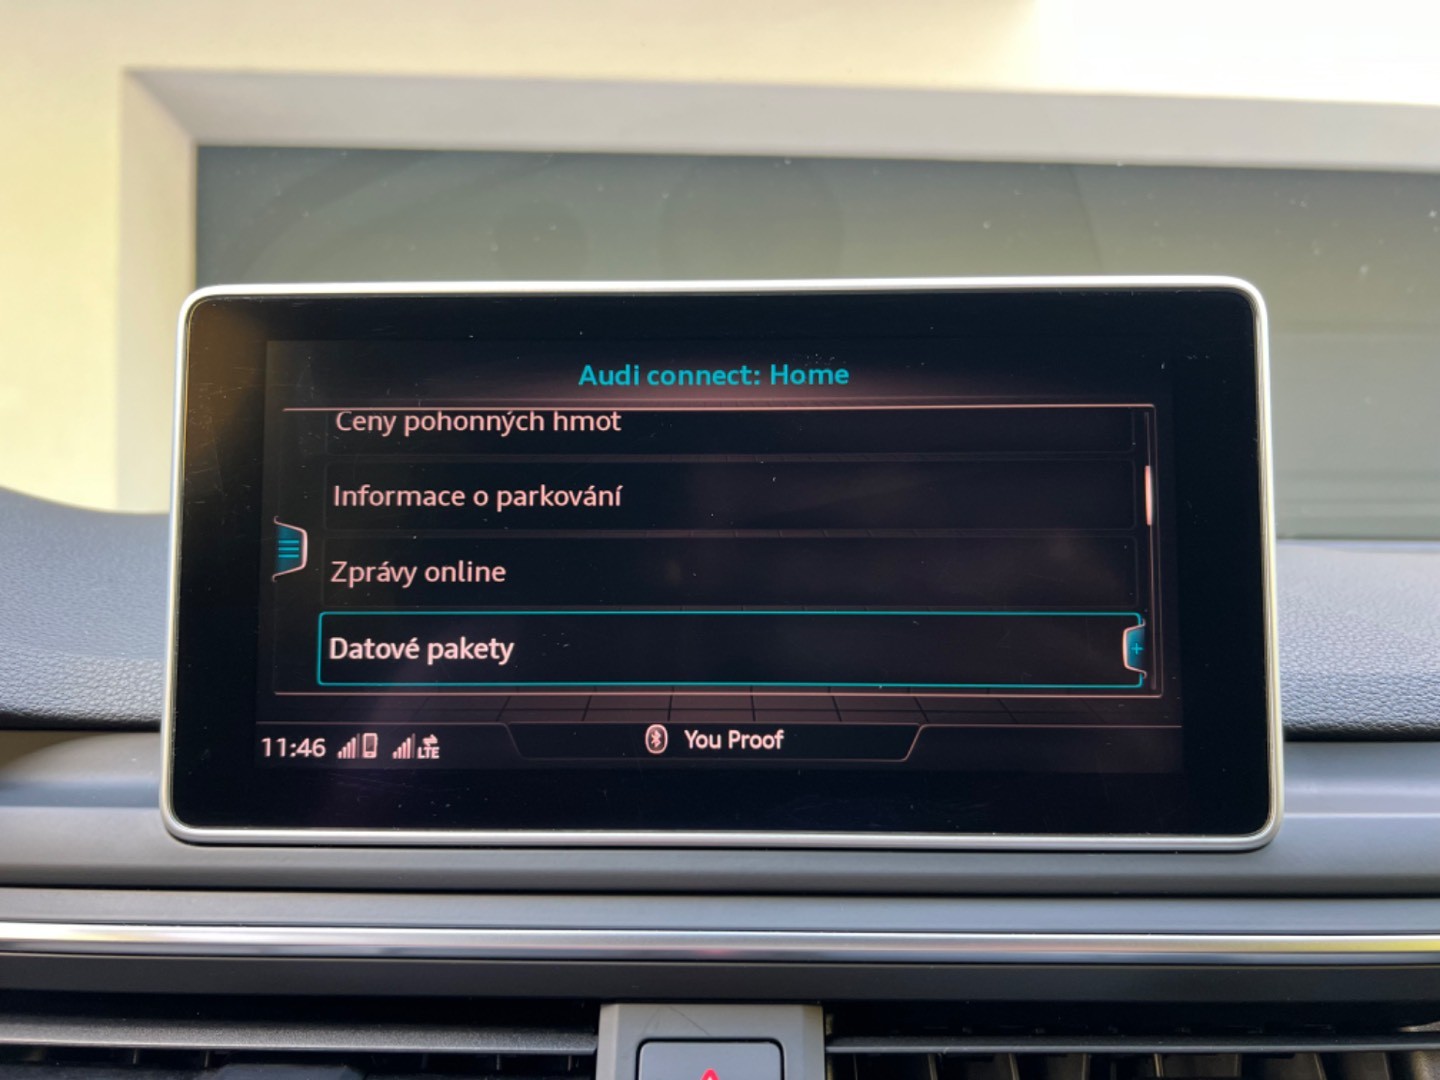 Audi connect: Home
Ceny pohonných hmot
Informace o parkování
Zprávy online
Datové pakety
11:46 LTE You Proof